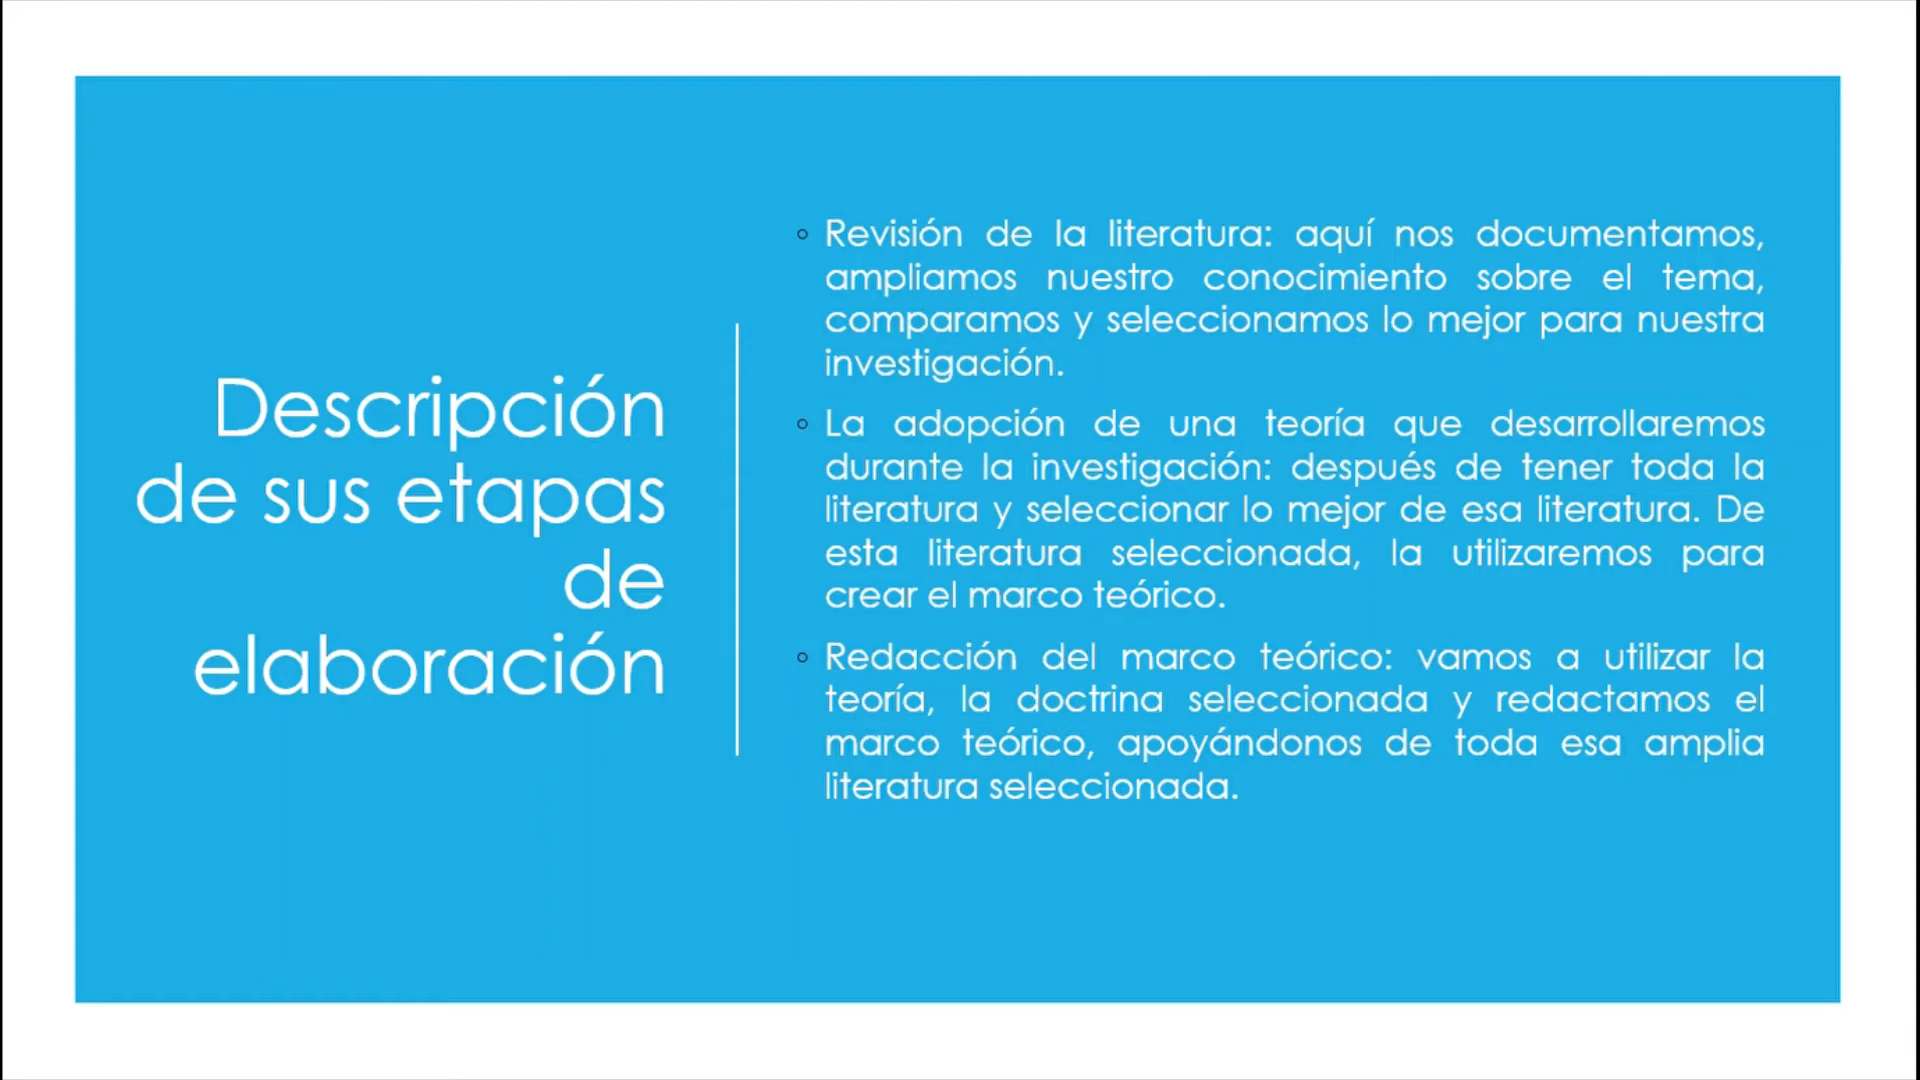 Descripción
de sus etapas
de
elaboración
◦ Revisión de la literatura: aquí nos documentamos,
ampliamos nuestro conocimiento sobre el tema,
comparamos y seleccionamos lo mejor para nuestra
investigación.
◦ La adopción de una teoría que desarrollaremos
durante la investigación: después de tener toda la
literatura y seleccionar lo mejor de esa literatura. De
esta literatura seleccionada, la utilizaremos para
crear el marco teórico.
◦ Redacción del marco teórico: vamos a utilizar la
teoría, la doctrina seleccionada y redactamos el
marco teórico, apoyándonos de toda esa amplia
literatura seleccionada.